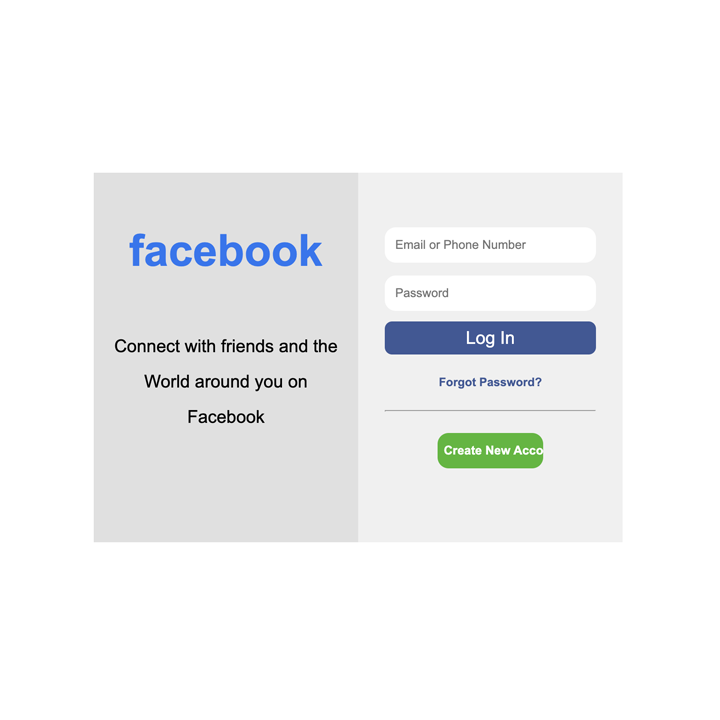 facebook
Connect with friends and the
World around you on
Facebook
Email or Phone Number
Password
Log In
Forgot Password?
Create New Acco